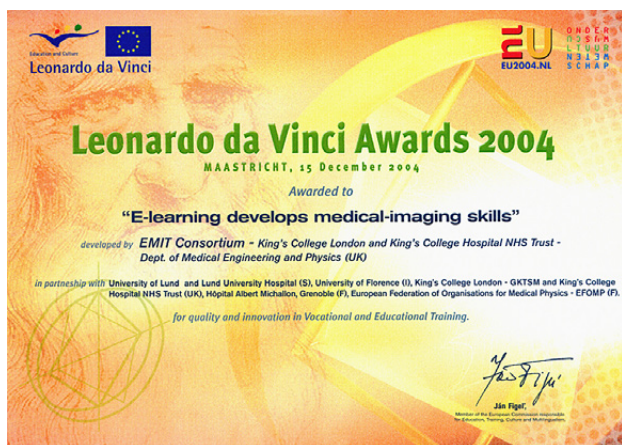 Education and Culture
Leonardo da Vinci
EU2004.NL
ONDER
WETEN
SCHAP
Leonardo da Vinci Awards 2004
MAASTRICHT, 15 December 2004
Awarded to
"E-learning develops medical-imaging skills"
developed by EMIT Consortium - King's College London and King's College Hospital NHS Trust -
Dept. of Medical Engineering and Physics (UK)
in partnership with University of Lund and Lund University Hospital (S), University of Florence (I), King's College London - GKTSM and King's College
Hospital NHS Trust (UK), Hôpital Albert Michallon, Grenoble (F), European Federation of Organisations for Medical Physics - EFOMP (F).
for quality and innovation in Vocational and Educational Training.
Ján Figeľ,
Member of the European Commission responsible
for Education, Training, Culture and Multilingualism.